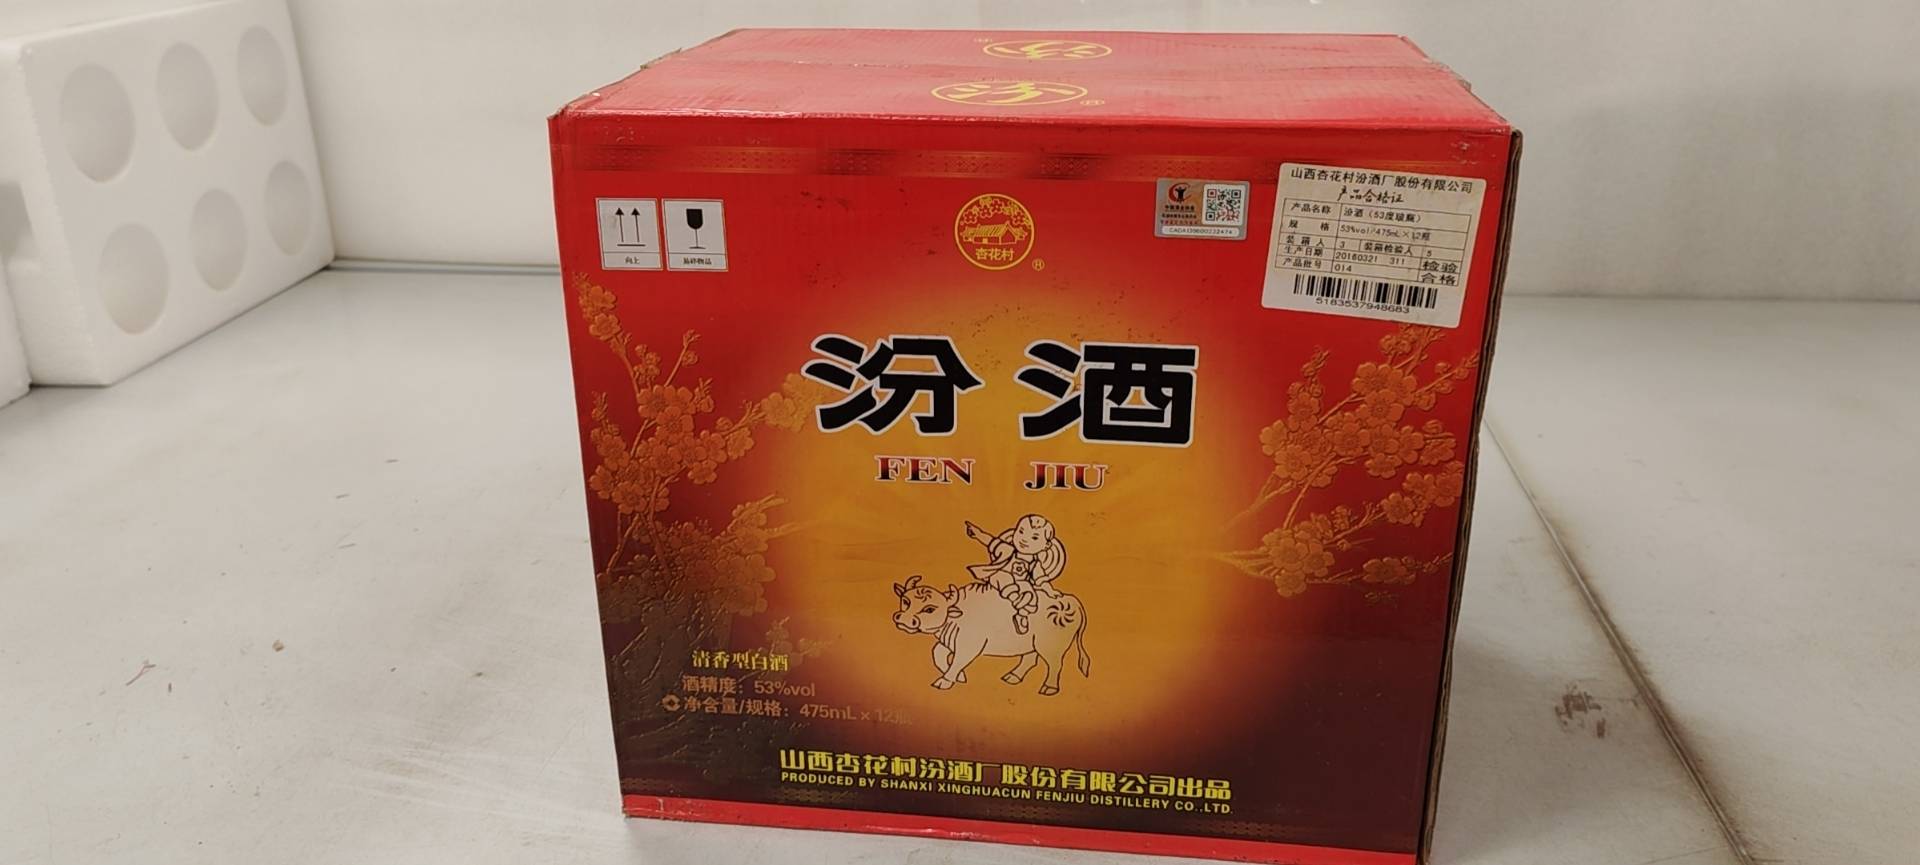 汾
汾
山西杏花村汾酒厂股份有限公司
产品合格证
产品名称 汾酒(53度玻瓶)
规 格 53%vol/475mL×12瓶
装箱人 3 装箱检验人 5
生产日期 20160321 311 检验
产品批号 014 合格
5183537948683
向上
易碎物品
杏花村
®
汾酒
FEN JIU
清香型白酒
酒精度：53%vol
净含量/规格：475mL×12瓶
山西杏花村汾酒厂股份有限公司出品
PRODUCED BY SHANXI XINGHUACUN FENJIU DISTILLERY CO.,LTD.